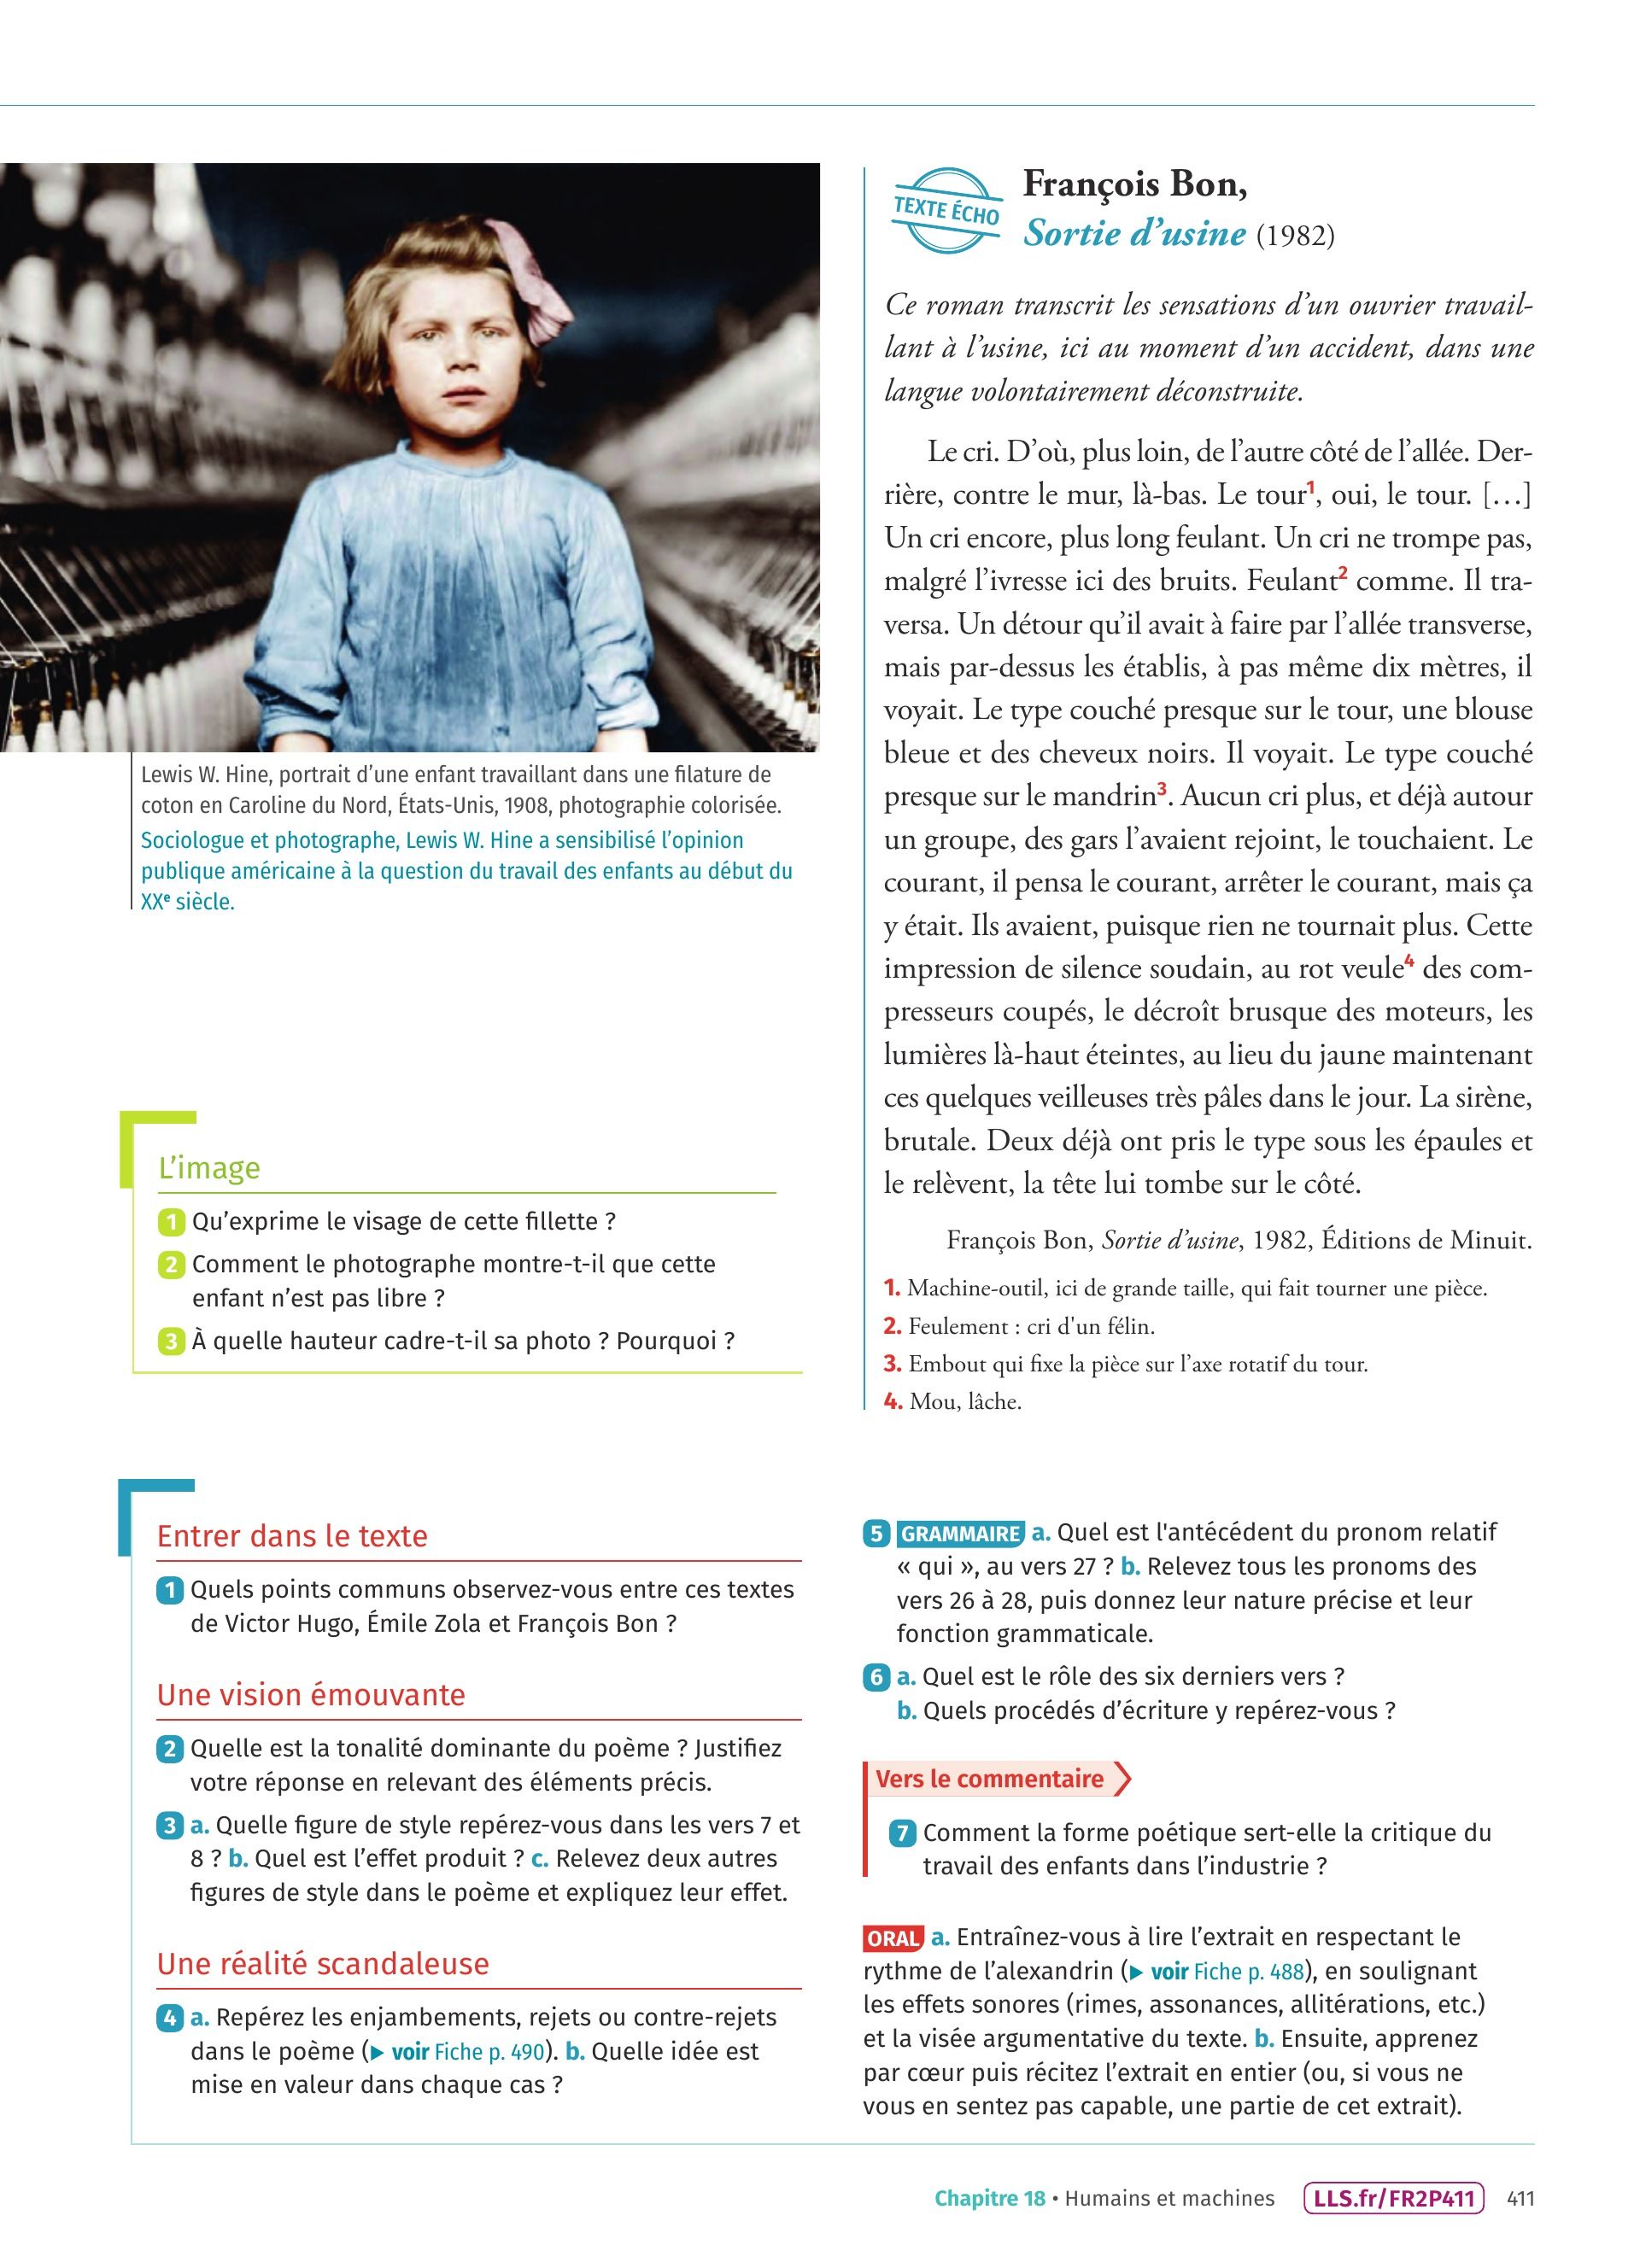 Lewis W. Hine, portrait d’une enfant travaillant dans une filature de
coton en Caroline du Nord, États-Unis, 1908, photographie colorisée.
Sociologue et photographe, Lewis W. Hine a sensibilisé l’opinion
publique américaine à la question du travail des enfants au début du
XXe siècle.
L’image
1 Qu’exprime le visage de cette fillette ?
2 Comment le photographe montre-t-il que cette
enfant n’est pas libre ?
3 À quelle hauteur cadre-t-il sa photo ? Pourquoi ?
TEXTE ÉCHO
François Bon,
Sortie d’usine (1982)
Ce roman transcrit les sensations d’un ouvrier travail-
lant à l’usine, ici au moment d’un accident, dans une
langue volontairement déconstruite.
Le cri. D’où, plus loin, de l’autre côté de l’allée. Der-
rière, contre le mur, là-bas. Le tour1, oui, le tour. […]
Un cri encore, plus long feulant. Un cri ne trompe pas,
malgré l’ivresse ici des bruits. Feulant2 comme. Il tra-
versa. Un détour qu’il avait à faire par l’allée transverse,
mais par-dessus les établis, à pas même dix mètres, il
voyait. Le type couché presque sur le tour, une blouse
bleue et des cheveux noirs. Il voyait. Le type couché
presque sur le mandrin3. Aucun cri plus, et déjà autour
un groupe, des gars l’avaient rejoint, le touchaient. Le
courant, il pensa le courant, arrêter le courant, mais ça
y était. Ils avaient, puisque rien ne tournait plus. Cette
impression de silence soudain, au rot veule4 des com-
presseurs coupés, le décroît brusque des moteurs, les
lumières là-haut éteintes, au lieu du jaune maintenant
ces quelques veilleuses très pâles dans le jour. La sirène,
brutale. Deux déjà ont pris le type sous les épaules et
le relèvent, la tête lui tombe sur le côté.
François Bon, Sortie d’usine, 1982, Éditions de Minuit.
1. Machine-outil, ici de grande taille, qui fait tourner une pièce.
2. Feulement : cri d'un félin.
3. Embout qui fixe la pièce sur l’axe rotatif du tour.
4. Mou, lâche.
Entrer dans le texte
1 Quels points communs observez-vous entre ces textes
de Victor Hugo, Émile Zola et François Bon ?
Une vision émouvante
2 Quelle est la tonalité dominante du poème ? Justifiez
votre réponse en relevant des éléments précis.
3 a. Quelle figure de style repérez-vous dans les vers 7 et
8 ? b. Quel est l’effet produit ? c. Relevez deux autres
figures de style dans le poème et expliquez leur effet.
Une réalité scandaleuse
4 a. Repérez les enjambements, rejets ou contre-rejets
dans le poème (▶ voir Fiche p. 490). b. Quelle idée est
mise en valeur dans chaque cas ?
5 GRAMMAIRE a. Quel est l'antécédent du pronom relatif
« qui », au vers 27 ? b. Relevez tous les pronoms des
vers 26 à 28, puis donnez leur nature précise et leur
fonction grammaticale.
6 a. Quel est le rôle des six derniers vers ?
b. Quels procédés d’écriture y repérez-vous ?
Vers le commentaire
7 Comment la forme poétique sert-elle la critique du
travail des enfants dans l’industrie ?
ORAL a. Entraînez-vous à lire l’extrait en respectant le
rythme de l’alexandrin (▶ voir Fiche p. 488), en soulignant
les effets sonores (rimes, assonances, allitérations, etc.)
et la visée argumentative du texte. b. Ensuite, apprenez
par cœur puis récitez l’extrait en entier (ou, si vous ne
vous en sentez pas capable, une partie de cet extrait).
Chapitre 18 • Humains et machines LLS.fr/FR2P411 411